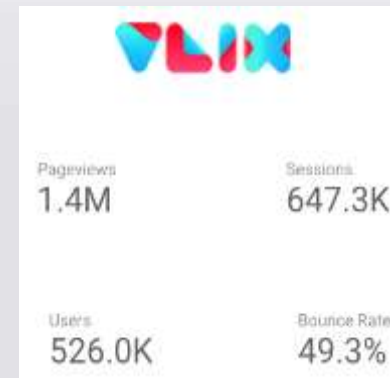 VLIX
Pageviews
Sessions
1.4M
647.3K
Users
Bounce Rate
526.0K
49.3%